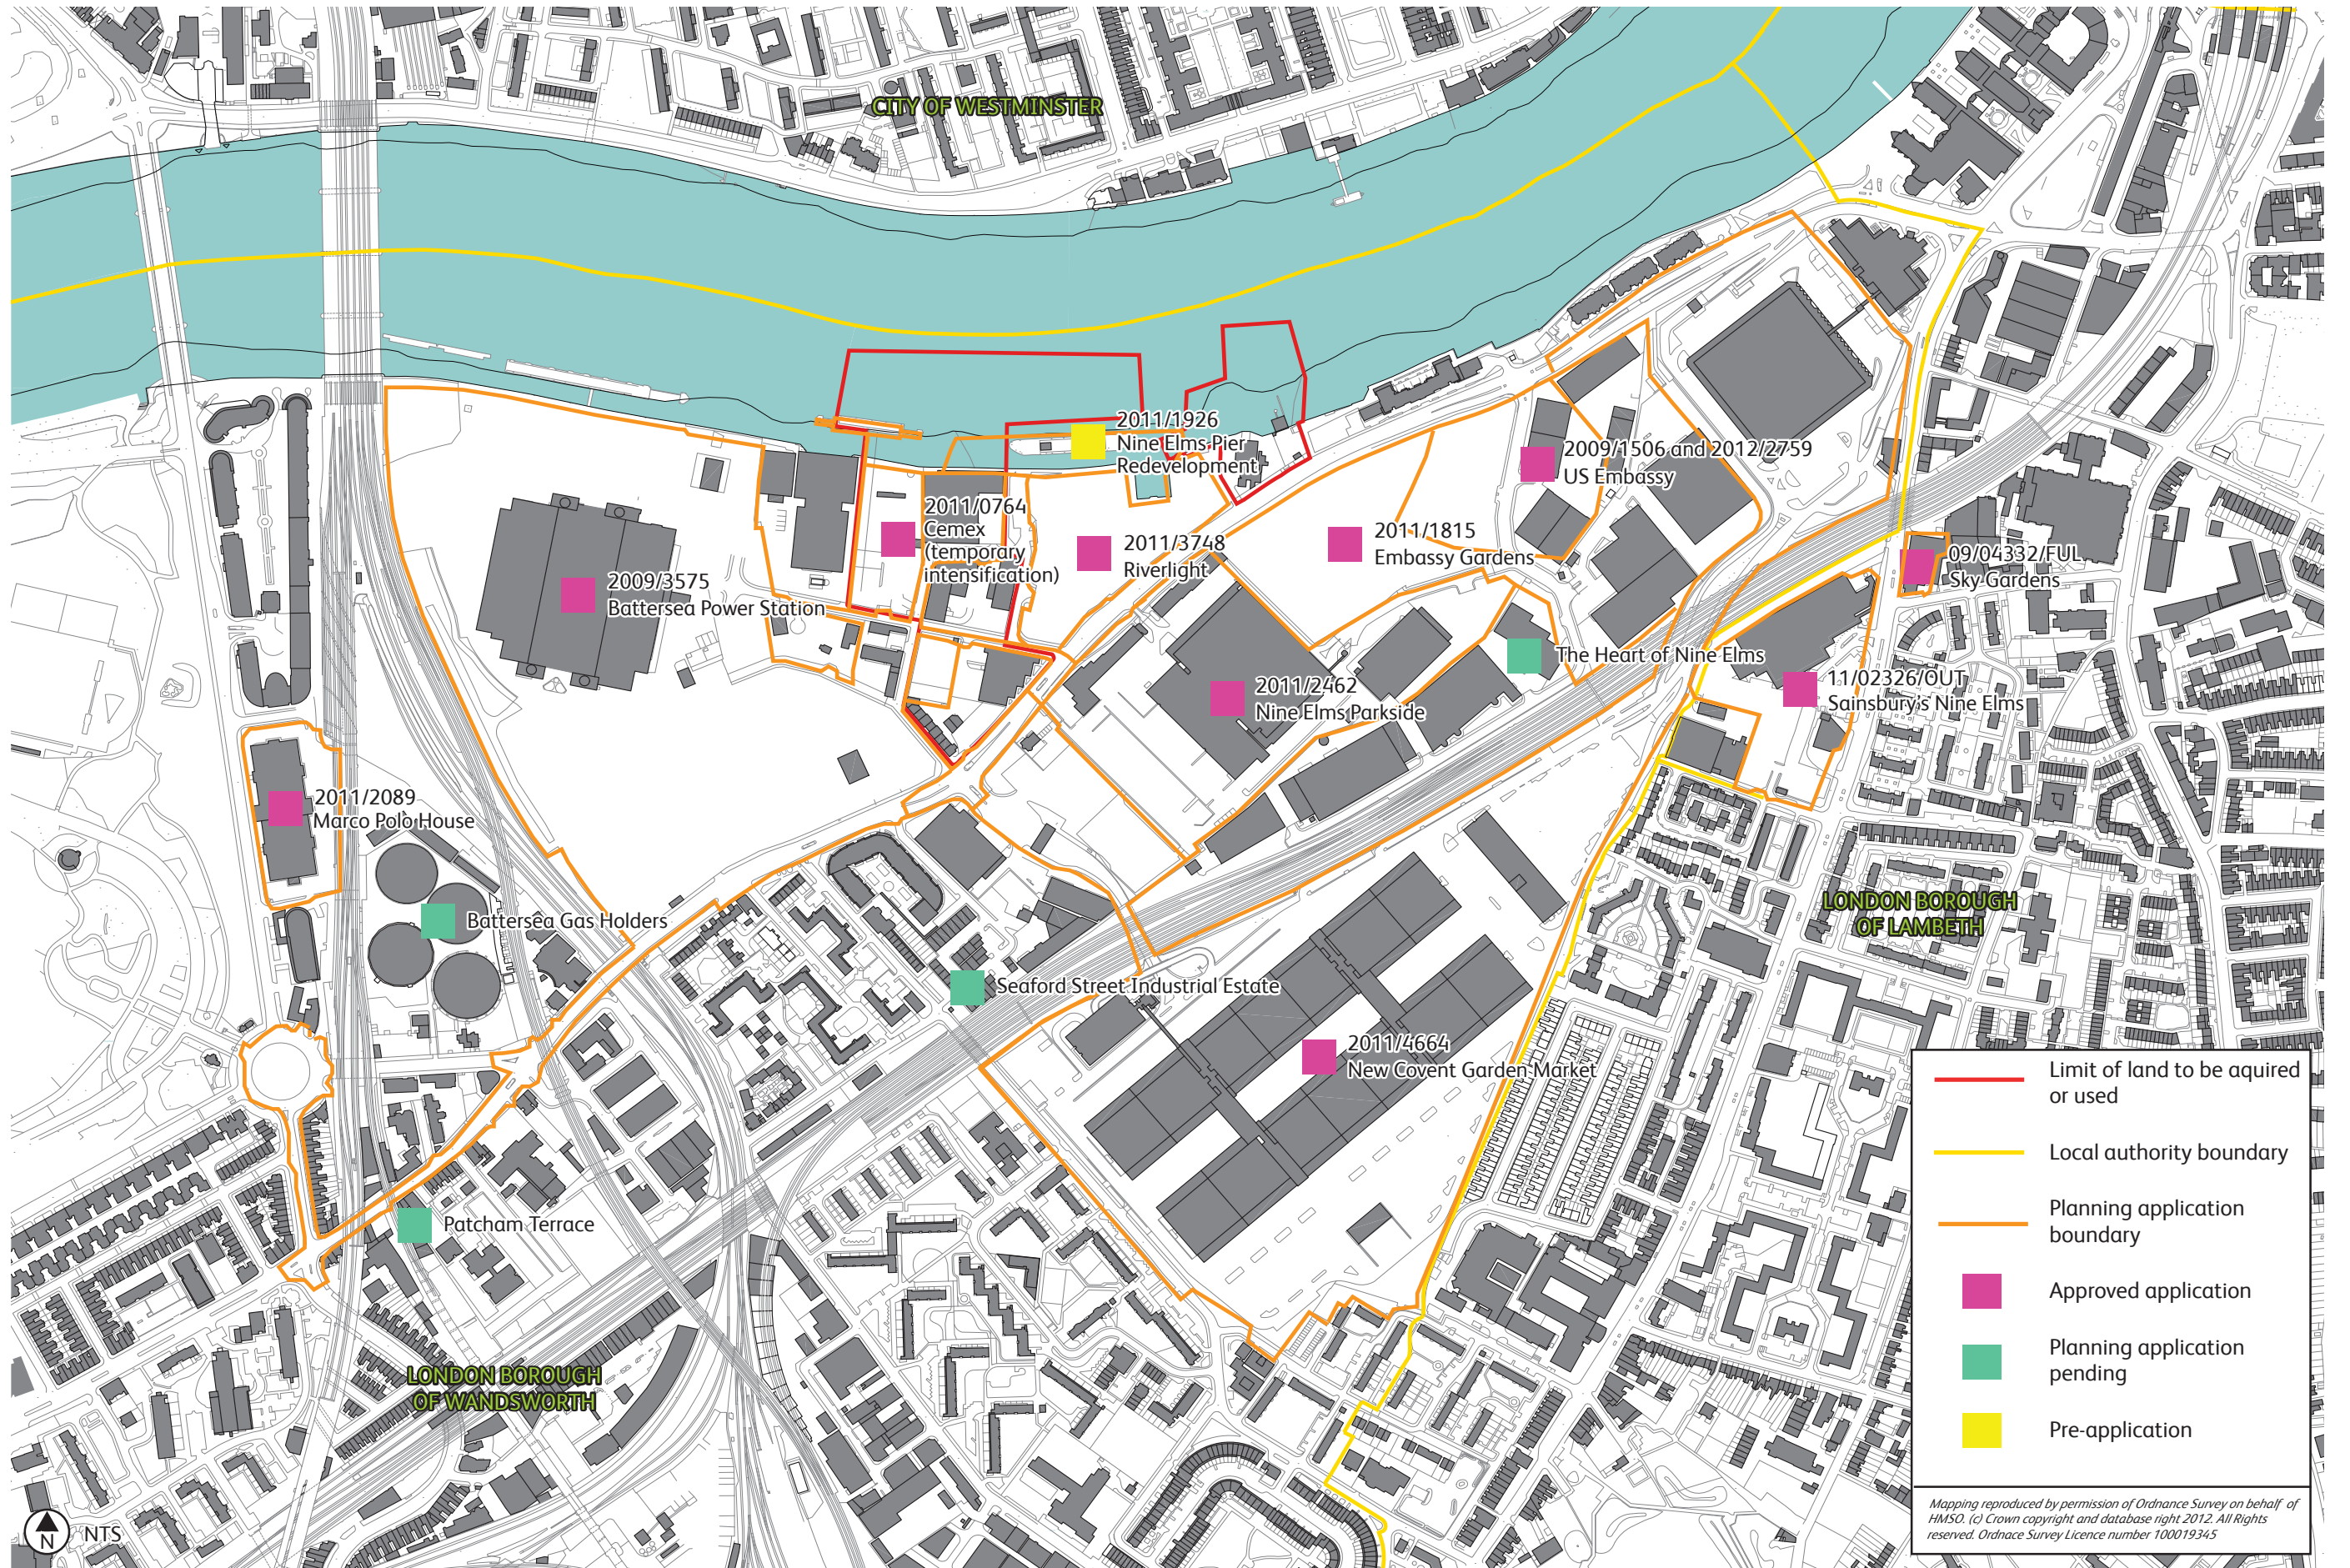 CITY OF WESTMINSTER
2011/1926
Nine Elms Pier
Redevelopment
2009/1506 and 2012/2759
US Embassy
2011/0764
Cemex
(temporary
intensification)
2011/3748
Riverlight
2011/1815
Embassy Gardens
09/04332/FUL
Sky Gardens
2009/3575
Battersea Power Station
The Heart of Nine Elms
2011/2462
Nine Elms Parkside
11/02326/OUT
Sainsbury's Nine Elms
2011/2089
Marco Polo House
Battersea Gas Holders
LONDON BOROUGH
OF LAMBETH
Seaford Street Industrial Estate
2011/4664
New Covent Garden Market
Patcham Terrace
LONDON BOROUGH
OF WANDSWORTH
N
NTS
Limit of land to be aquired
or used
Local authority boundary
Planning application
boundary
Approved application
Planning application
pending
Pre-application
Mapping reproduced by permission of Ordnance Survey on behalf of
HMSO. (c) Crown copyright and database right 2012. All Rights
reserved. Ordnace Survey Licence number 100019345